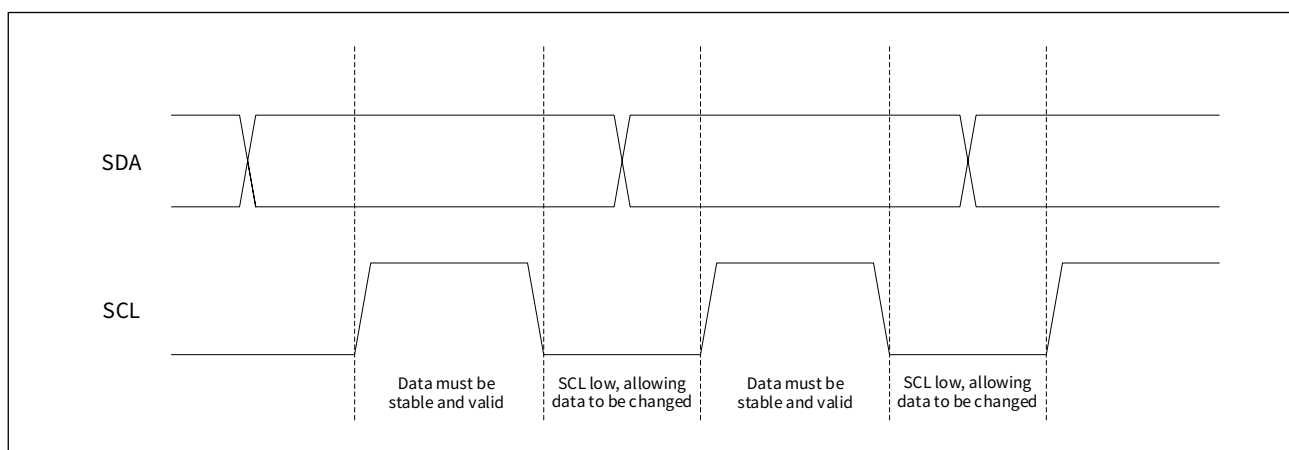 SDA
SCL
Data must be
stable and valid
SCL low, allowing
data to be changed
Data must be
stable and valid
SCL low, allowing
data to be changed